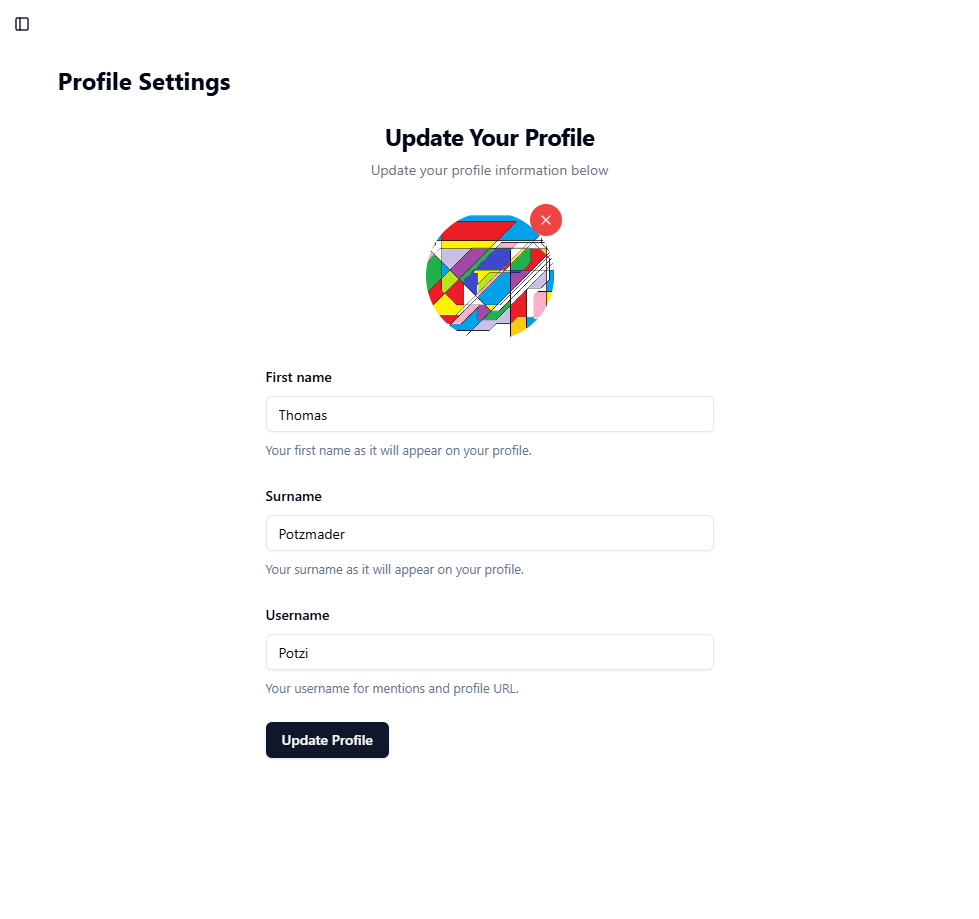 Profile Settings
Update Your Profile
Update your profile information below
First name
Thomas
Your first name as it will appear on your profile.
Surname
Potzmader
Your surname as it will appear on your profile.
Username
Potzi
Your username for mentions and profile URL.
Update Profile